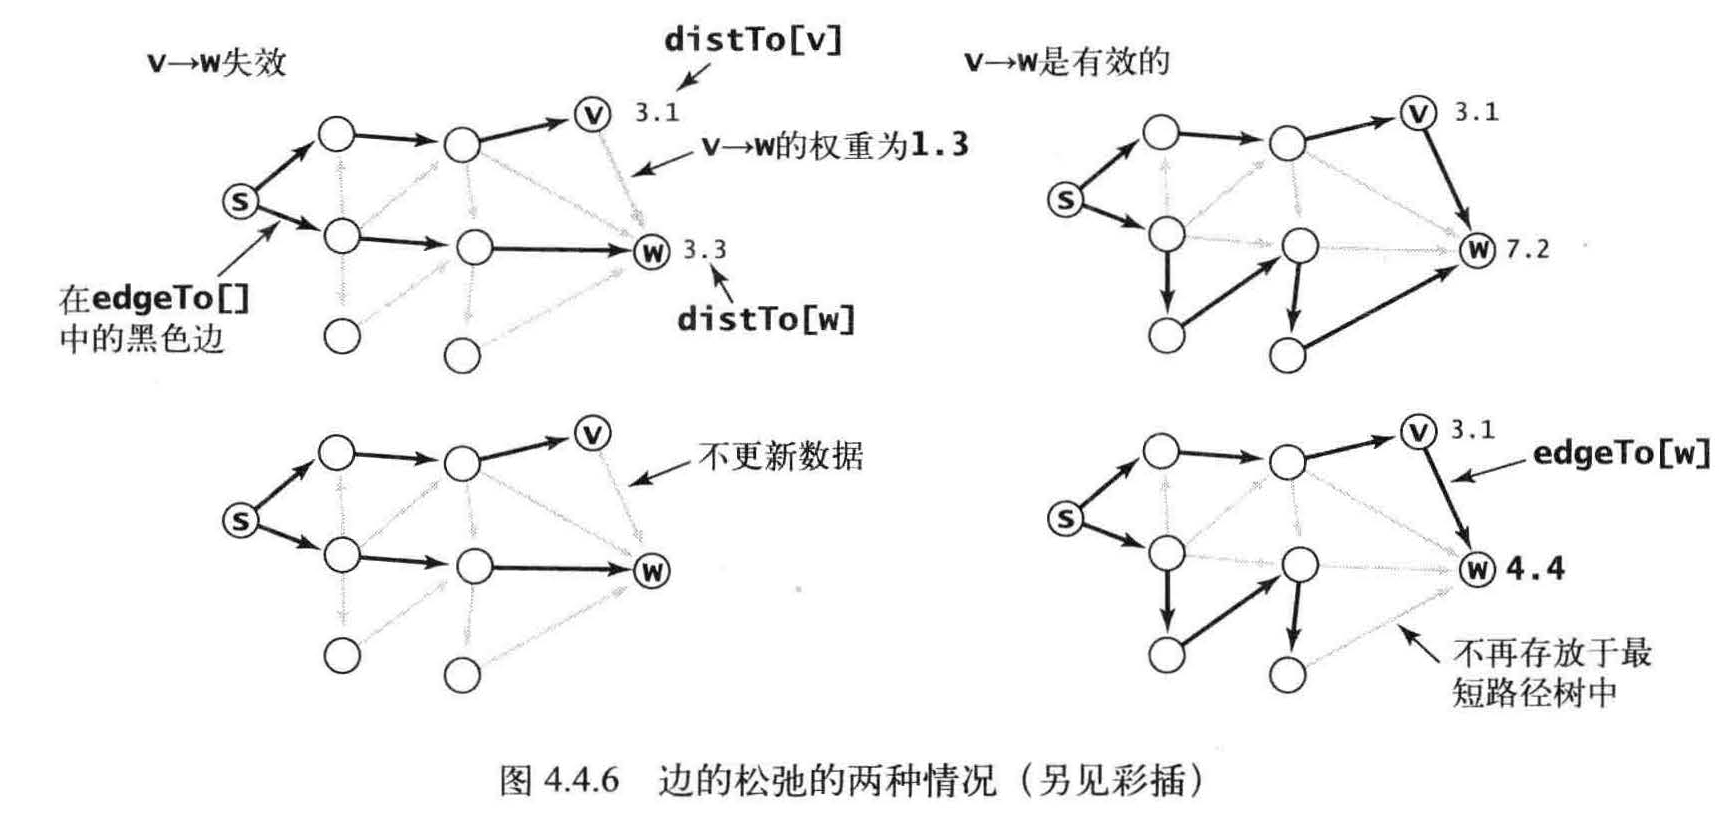 v→w失效
distTo[v]
v 3.1
v→w的权重为1.3
s
w 3.3
在edgeTo[]
中的黑色边
distTo[w]
v→w是有效的
v 3.1
s
w 7.2
v
不更新数据
s
w
v 3.1
edgeTo[w]
s
w 4.4
不再存放于最
短路径树中
图 4.4.6 边的松弛的两种情况（另见彩插）